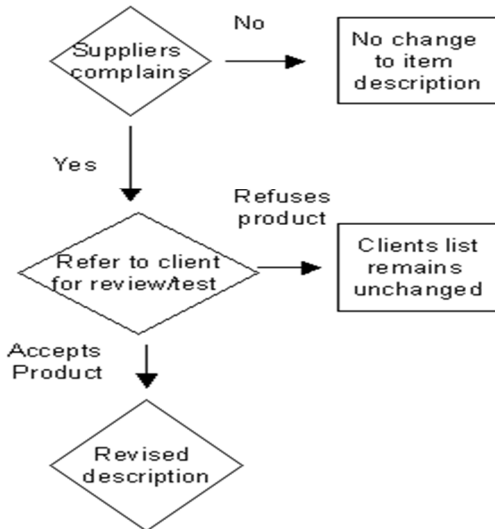 Suppliers
complains
No
No change
to item
description
Yes
Refuses
product
Refer to client
for review/test
Clients list
remains
unchanged
Accepts
Product
Revised
description